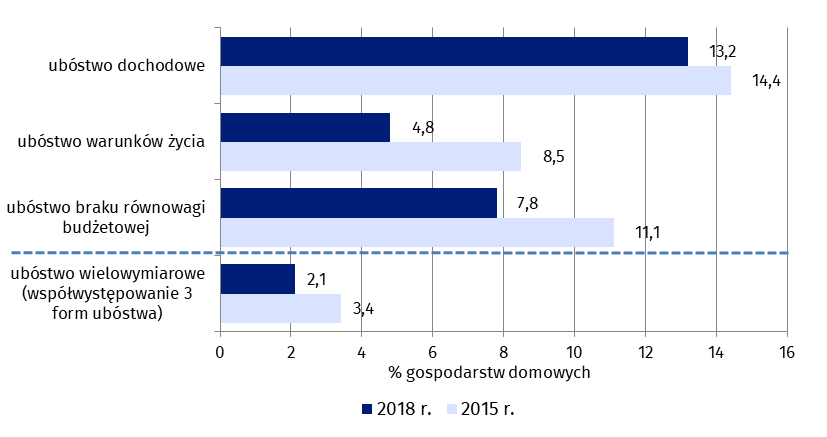 ubóstwo dochodowe
13,2
14,4
ubóstwo warunków życia
4,8
8,5
ubóstwo braku równowagi
budżetowej
7,8
11,1
ubóstwo wielowymiarowe
(współwystępowanie 3
form ubóstwa)
2,1
3,4
0 2 4 6 8 10 12 14 16
% gospodarstw domowych
2018 r. 2015 r.